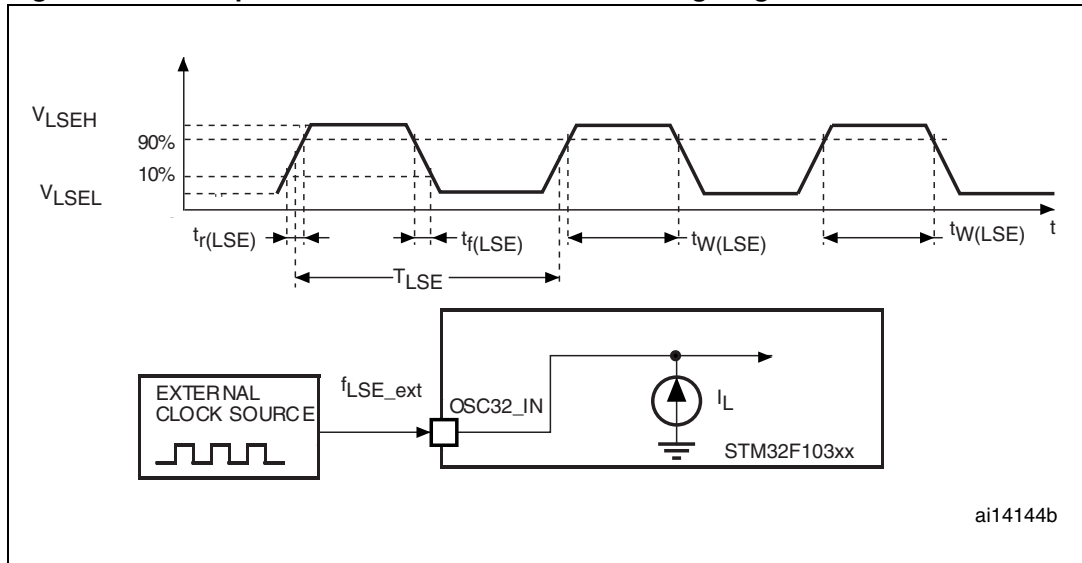 VLSEH
90%
10%
VLSEL
tr(LSE)
tf(LSE)
tW(LSE)
tW(LSE)
t
TLSE
EXTERNAL
CLOCK SOURCE
fLSE_ext
OSC32_IN
IL
STM32F103xx
ai14144b